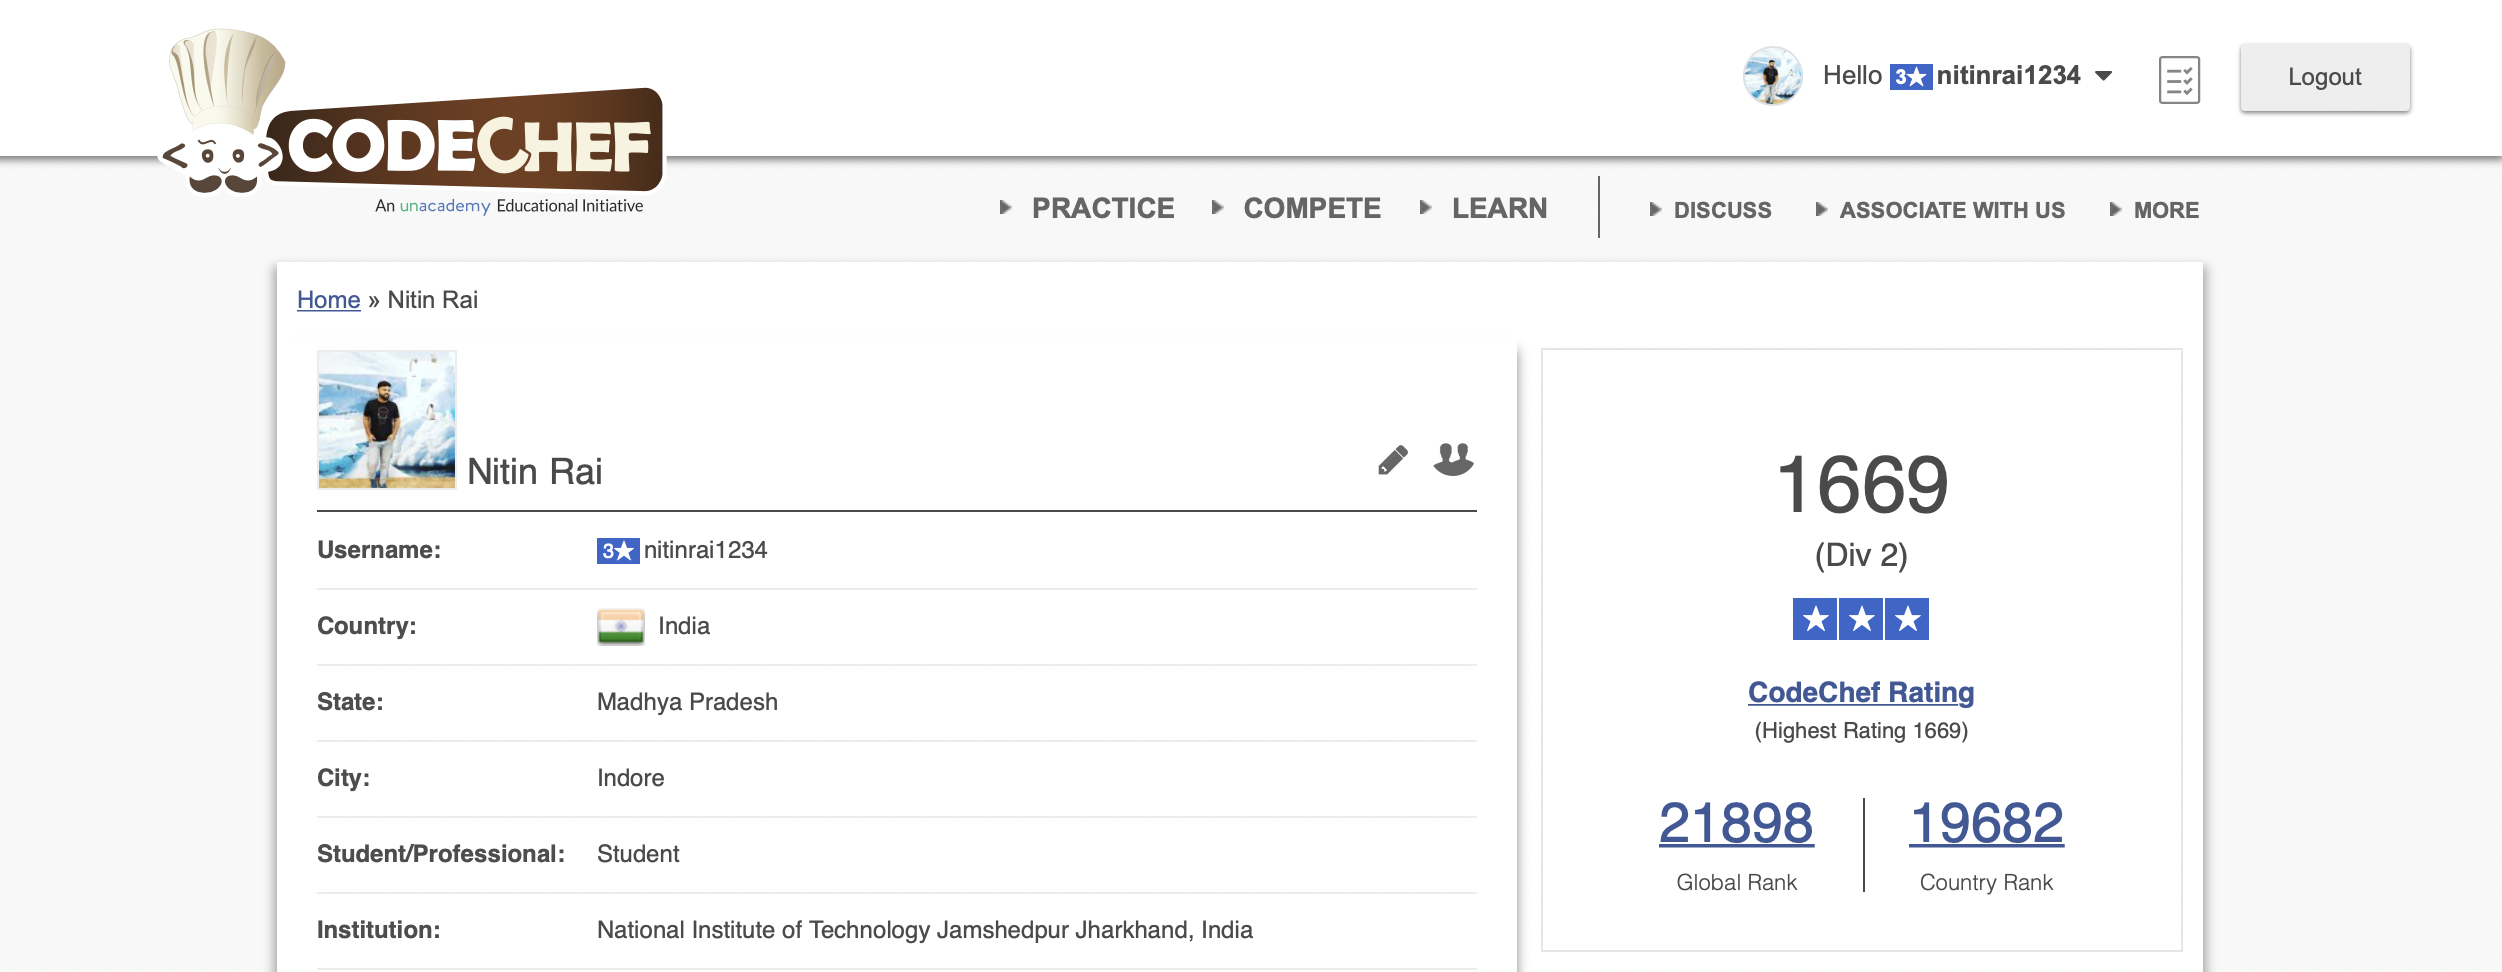 CODECHEF
An unacademy Educational Initiative
Hello 3★ nitinrai1234
Logout
PRACTICE
COMPETE
LEARN
DISCUSS
ASSOCIATE WITH US
MORE
Home » Nitin Rai
Nitin Rai
Username: 3★ nitinrai1234
Country: India
State: Madhya Pradesh
City: Indore
Student/Professional: Student
Institution: National Institute of Technology Jamshedpur Jharkhand, India
1669
(Div 2)
★★★
CodeChef Rating
(Highest Rating 1669)
21898
Global Rank
19682
Country Rank